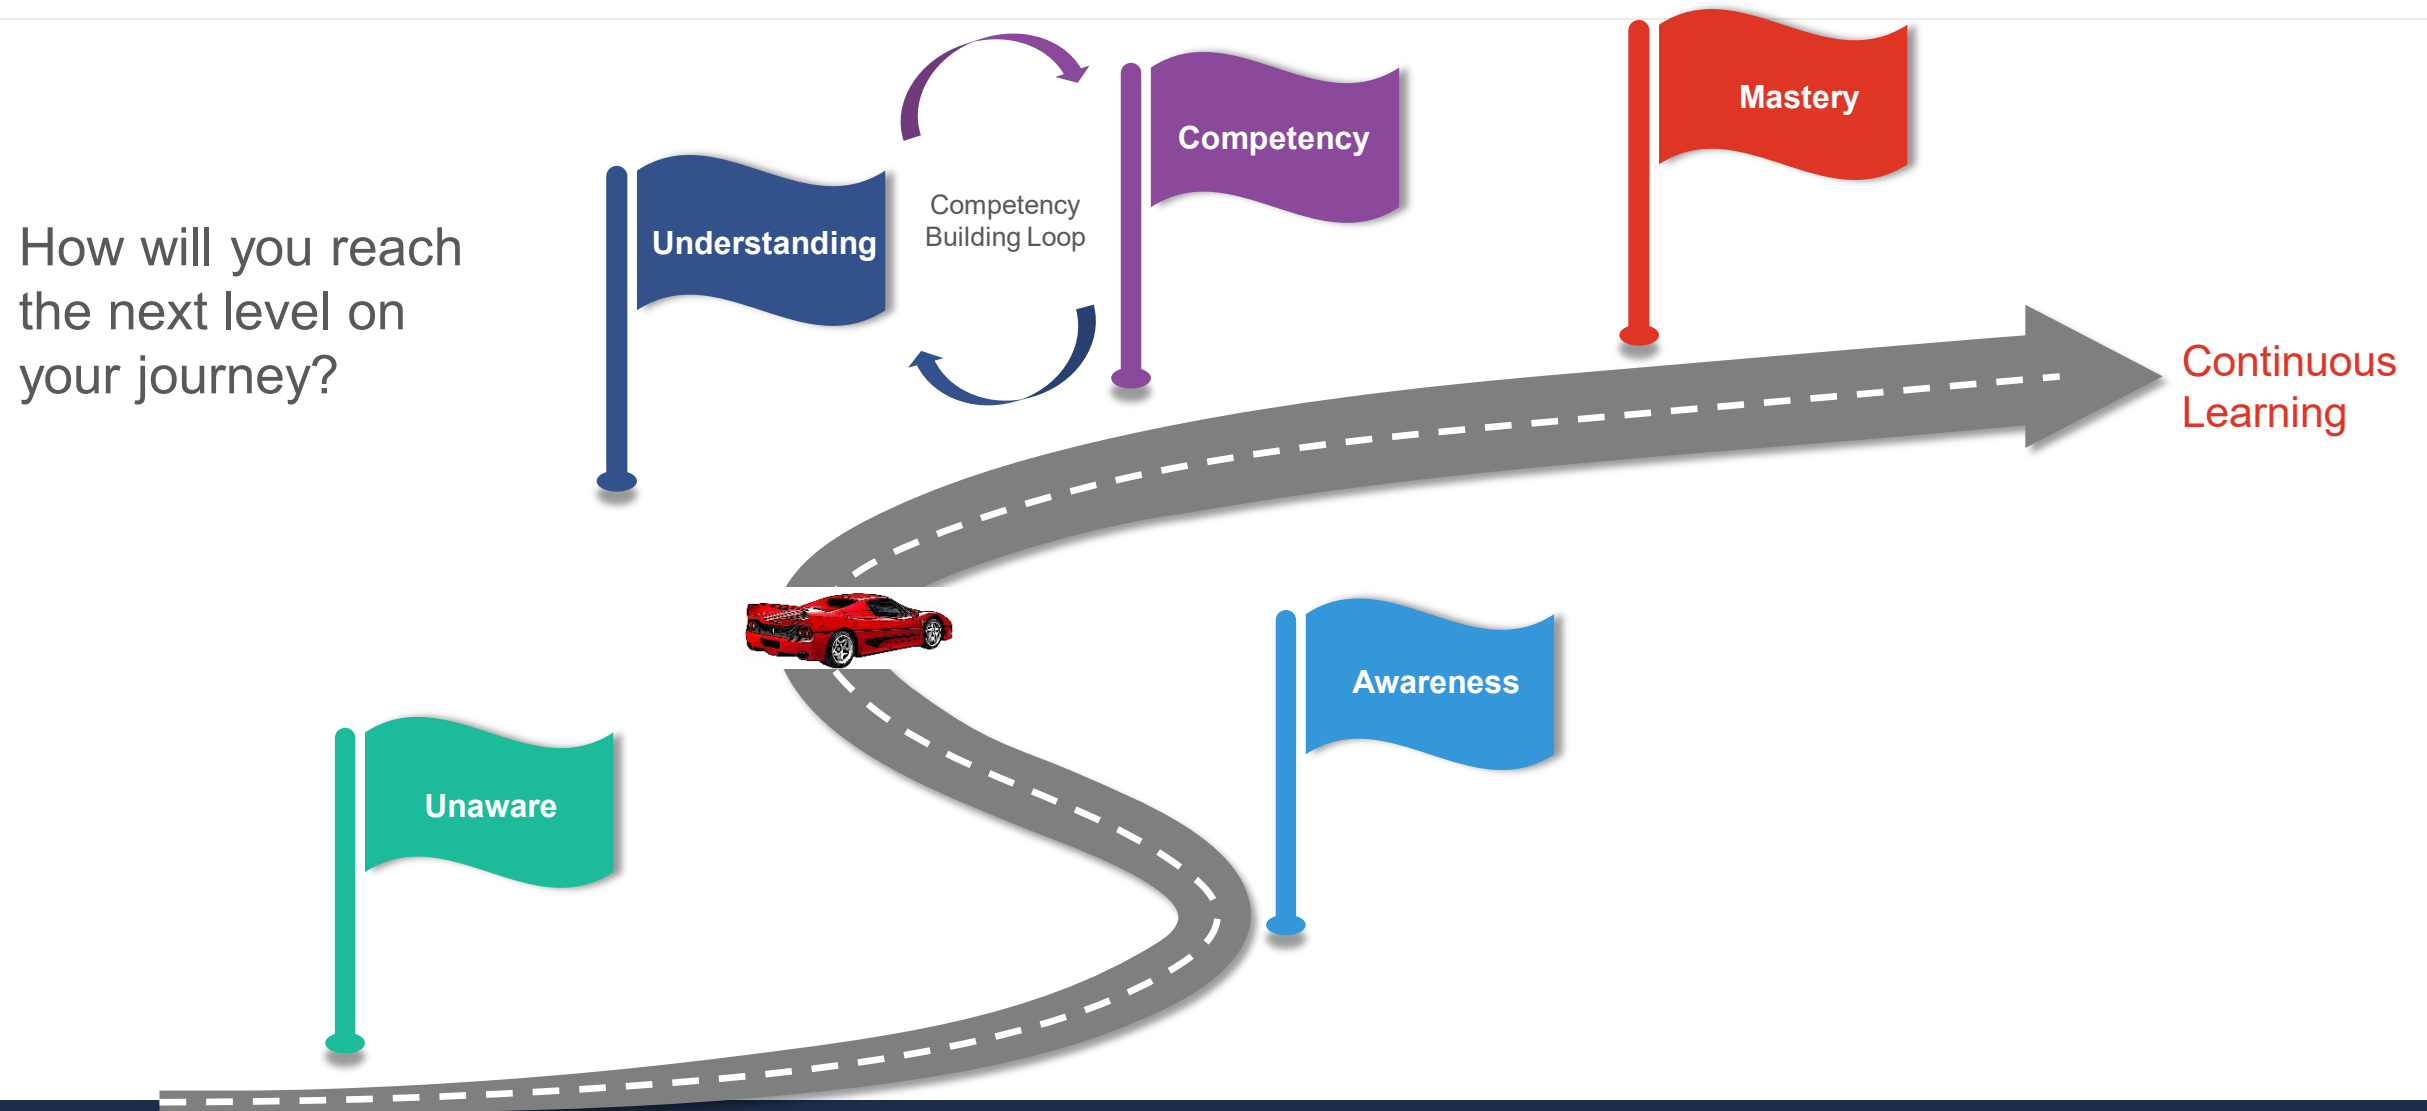 How will you reach
the next level on
your journey?
Understanding
Competency
Building Loop
Competency
Mastery
Continuous
Learning
Awareness
Unaware